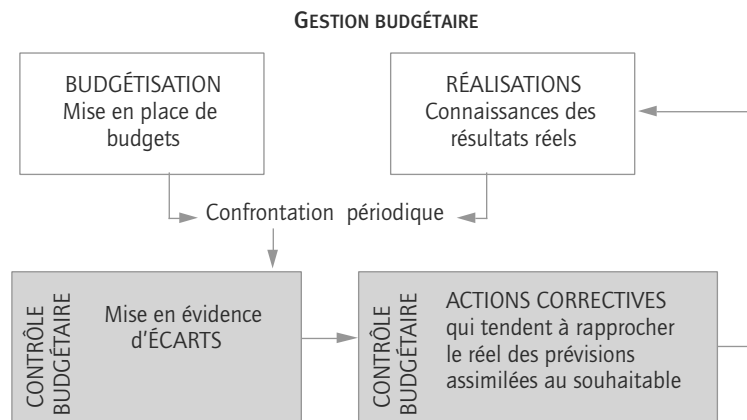 GESTION BUDGÉTAIRE
BUDGÉTISATION
Mise en place de
budgets
RÉALISATIONS
Connaissances des
résultats réels
Confrontation périodique
CONTRÔLE
BUDGÉTAIRE
Mise en évidence
d'ÉCARTS
CONTRÔLE
BUDGÉTAIRE
ACTIONS CORRECTIVES
qui tendent à rapprocher
le réel des prévisions
assimilées au souhaitable